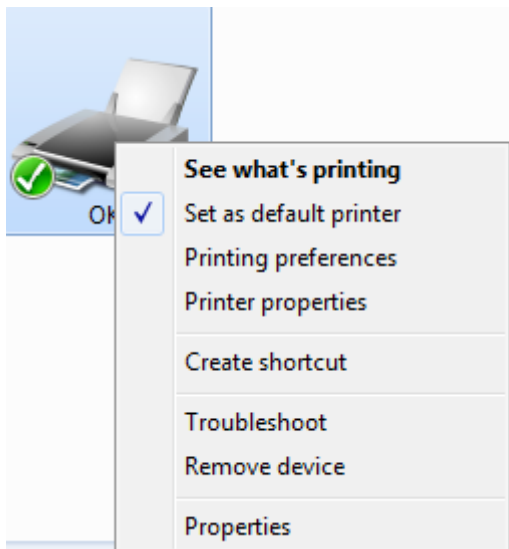 See what's printing
Set as default printer
OK
Printing preferences
Printer properties
Create shortcut
Troubleshoot
Remove device
Properties